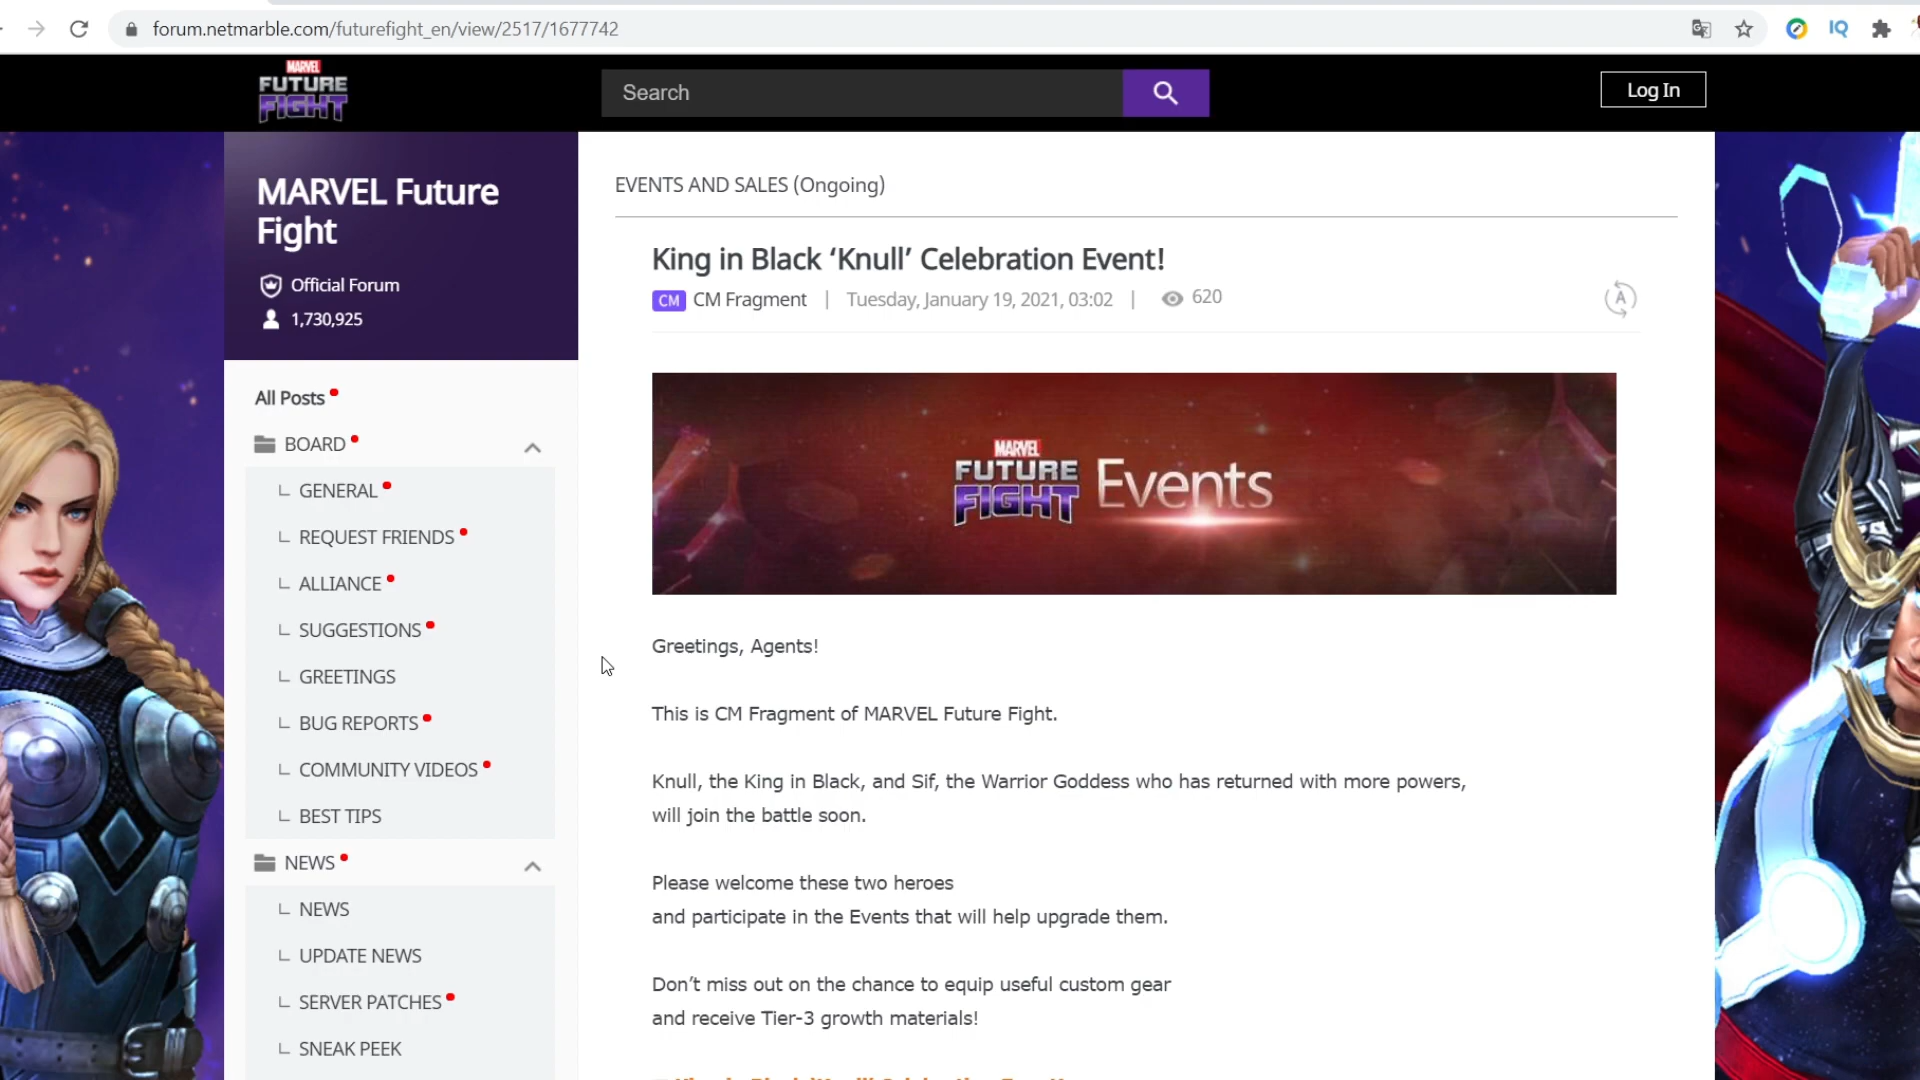 forum.netmarble.com/futurefight_en/view/2517/1677742
IQ
MARVEL
FUTURE
FIGHT
Search
Log In
MARVEL Future
Fight
Official Forum
1,730,925
All Posts
BOARD
GENERAL
REQUEST FRIENDS
ALLIANCE
SUGGESTIONS
GREETINGS
BUG REPORTS
COMMUNITY VIDEOS
BEST TIPS
NEWS
NEWS
UPDATE NEWS
SERVER PATCHES
SNEAK PEEK
EVENTS AND SALES (Ongoing)
King in Black ‘Knull’ Celebration Event!
CM CM Fragment | Tuesday, January 19, 2021, 03:02 | 620
A
MARVEL
FUTURE
FIGHT
Events
Greetings, Agents!
This is CM Fragment of MARVEL Future Fight.
Knull, the King in Black, and Sif, the Warrior Goddess who has returned with more powers,
will join the battle soon.
Please welcome these two heroes
and participate in the Events that will help upgrade them.
Don’t miss out on the chance to equip useful custom gear
and receive Tier-3 growth materials!